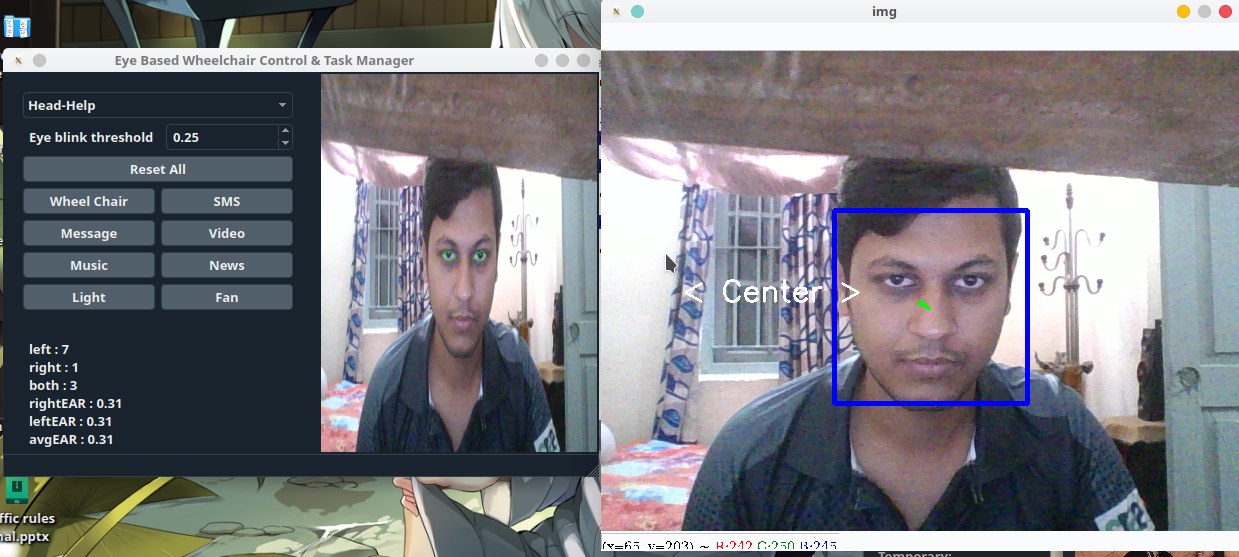 img
Eye Based Wheelchair Control & Task Manager
Head-Help
Eye blink threshold 0.25
Reset All
Wheel Chair SMS
Message Video
Music News
Light Fan
left : 7
right : 1
both : 3
rightEAR : 0.31
leftEAR : 0.31
avgEAR : 0.31
< Center >
ffic rules
nal.pptx
(x=65, y=203) ~ R:242 G:250 B:245
Temporary: